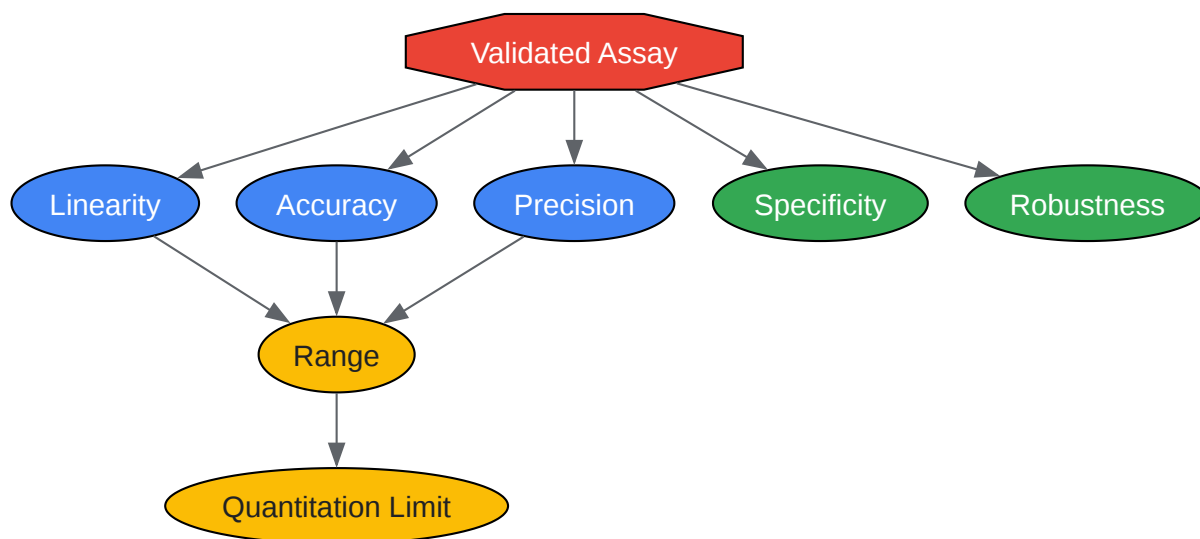 Validated Assay
Linearity
Accuracy
Precision
Specificity
Robustness
Range
Quantitation Limit